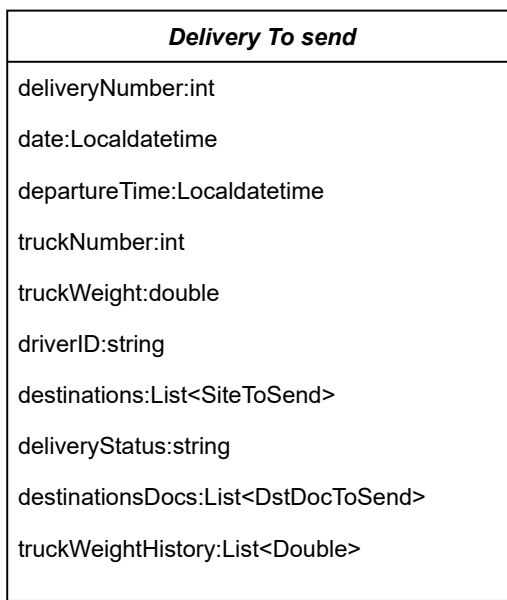 Delivery To send
deliveryNumber:int
date:Localdatetime
departureTime:Localdatetime
truckNumber:int
truckWeight:double
driverID:string
destinations:List<SiteToSend>
deliveryStatus:string
destinationsDocs:List<DstDocToSend>
truckWeightHistory:List<Double>